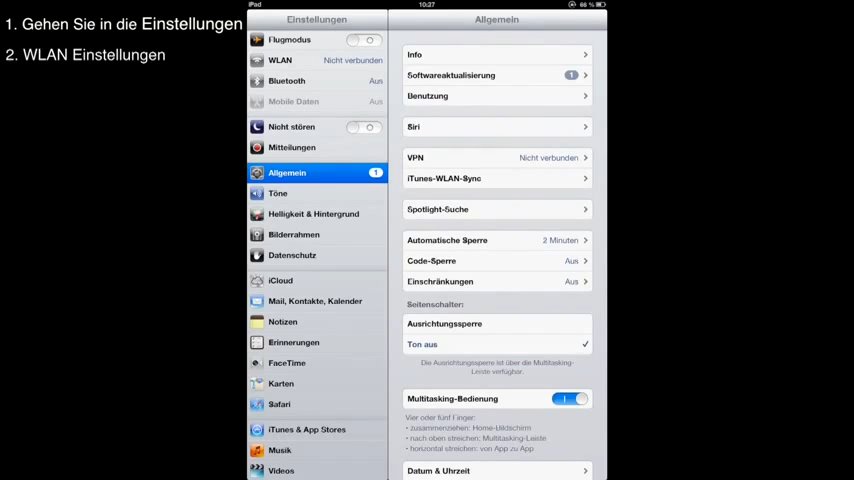 1. Gehen Sie in die Einstellungen
2. WLAN Einstellungen
iPad
10:27
66 %
Einstellungen
Flugmodus
WLAN Nicht verbunden
Bluetooth Aus
Mobile Daten Aus
Nicht stören
Mitteilungen
Allgemein 1
Töne
Helligkeit & Hintergrund
Bilderrahmen
Datenschutz
iCloud
Mail, Kontakte, Kalender
Notizen
Erinnerungen
FaceTime
Karten
Safari
iTunes & App Stores
Musik
Videos
Allgemein
Info
Softwareaktualisierung 1
Benutzung
Siri
VPN Nicht verbunden
iTunes-WLAN-Sync
Spotlight-Suche
Automatische Sperre 2 Minuten
Code-Sperre Aus
Einschränkungen Aus
Seitenschalter:
Ausrichtungssperre
Ton aus
Die Ausrichtungssperre ist über die Multitasking-
Leiste verfügbar.
Multitasking-Bedienung
Vier oder fünf Finger:
• zusammenziehen: Home-Bildschirm
• nach oben streichen: Multitasking-Leiste
• horizontal streichen: von App zu App
Datum & Uhrzeit